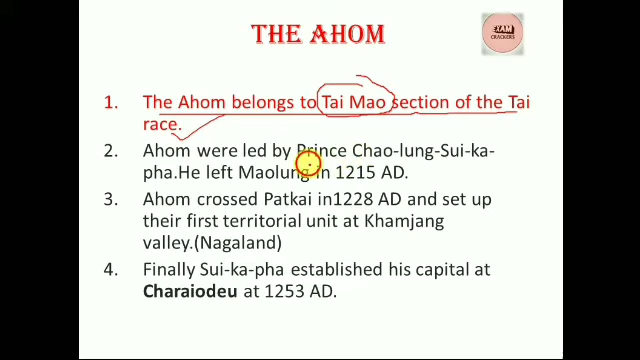 THE AHOM
EXAM
CRACKERS
1. The Ahom belongs to Tai Mao section of the Tai
race.
2. Ahom were led by Prince Chao-lung-Sui-ka-
pha.He left Maolung in 1215 AD.
3. Ahom crossed Patkai in1228 AD and set up
their first territorial unit at Khamjang
valley.(Nagaland)
4. Finally Sui-ka-pha established his capital at
Charaiodeu at 1253 AD.